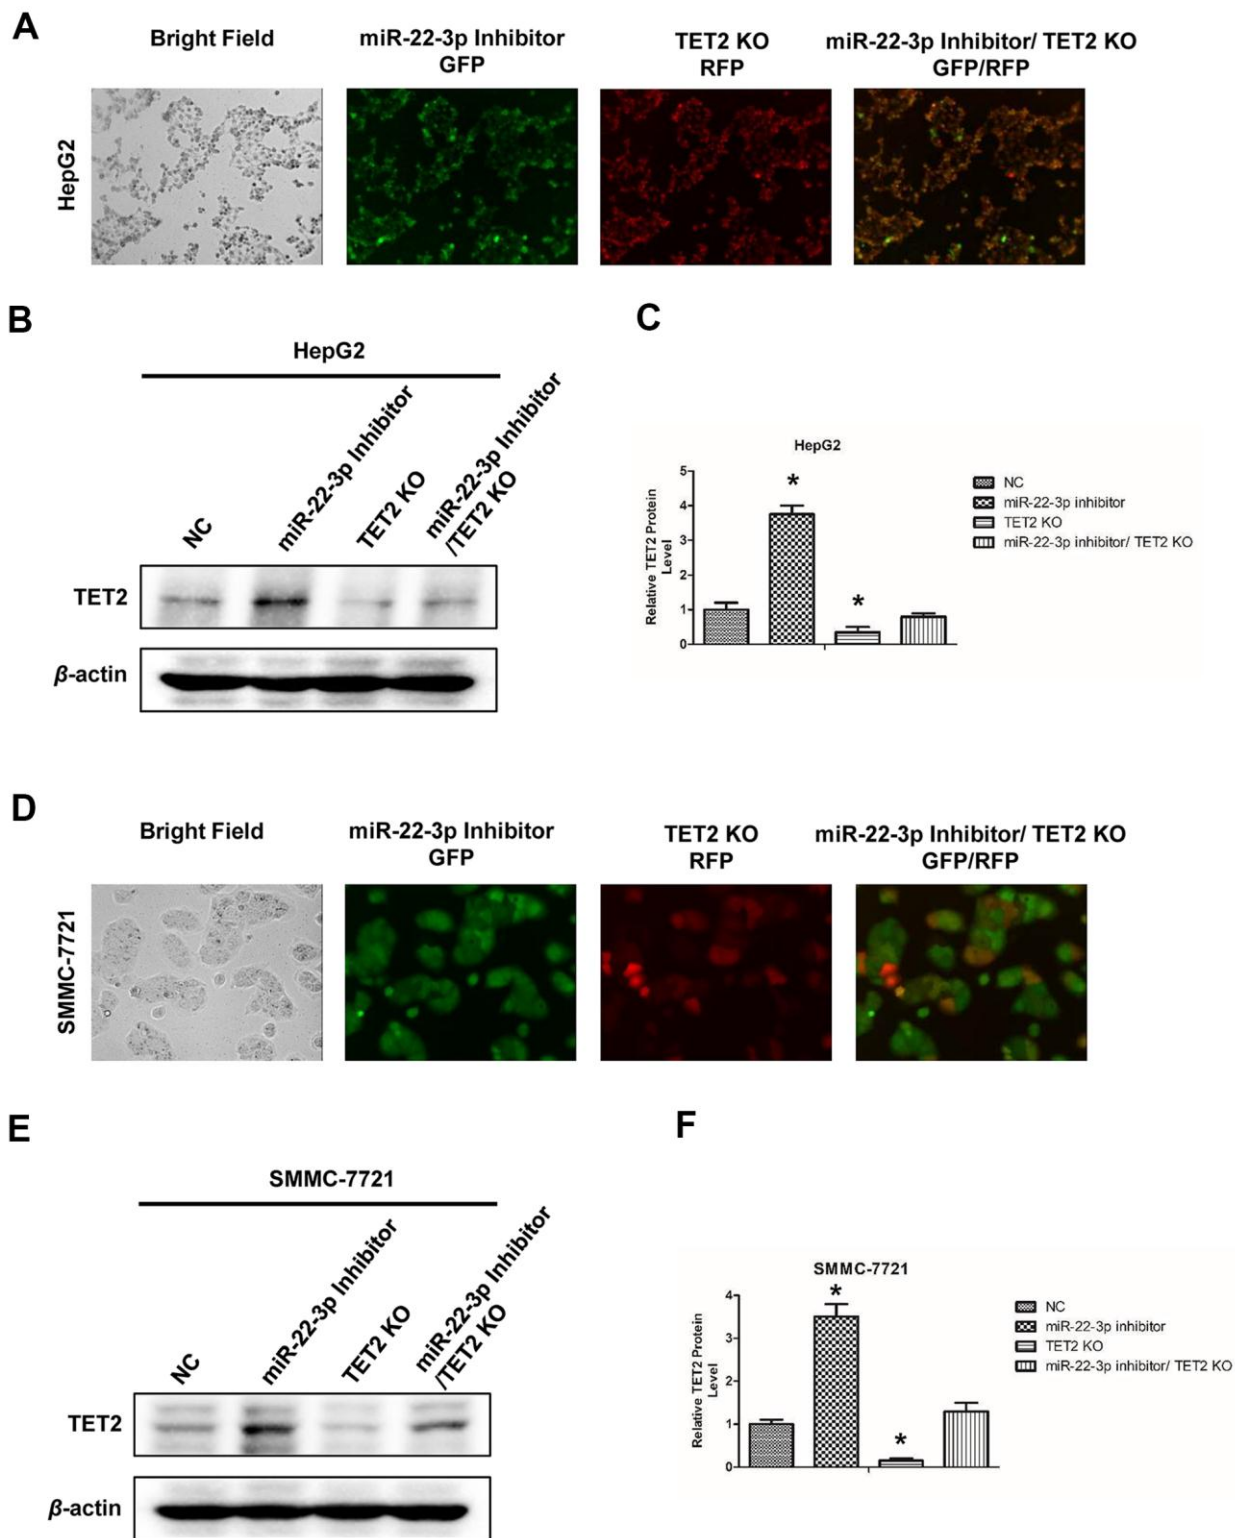 A
Bright Field
miR-22-3p Inhibitor
GFP
TET2 KO
RFP
miR-22-3p Inhibitor/ TET2 KO
GFP/RFP
HepG2
B
HepG2
NC
miR-22-3p Inhibitor
TET2 KO
miR-22-3p Inhibitor
/TET2 KO
TET2
β-actin
C
HepG2
Relative TET2 Protein
Level
5
4
3
2
1
0
*
*
NC
miR-22-3p inhibitor
TET2 KO
miR-22-3p inhibitor/ TET2 KO
D
Bright Field
miR-22-3p Inhibitor
GFP
TET2 KO
RFP
miR-22-3p Inhibitor/ TET2 KO
GFP/RFP
SMMC-7721
E
SMMC-7721
NC
miR-22-3p Inhibitor
TET2 KO
miR-22-3p Inhibitor
/TET2 KO
TET2
β-actin
F
SMMC-7721
Relative TET2 Protein
Level
4
3
2
1
0
*
*
NC
miR-22-3p inhibitor
TET2 KO
miR-22-3p inhibitor/ TET2 KO